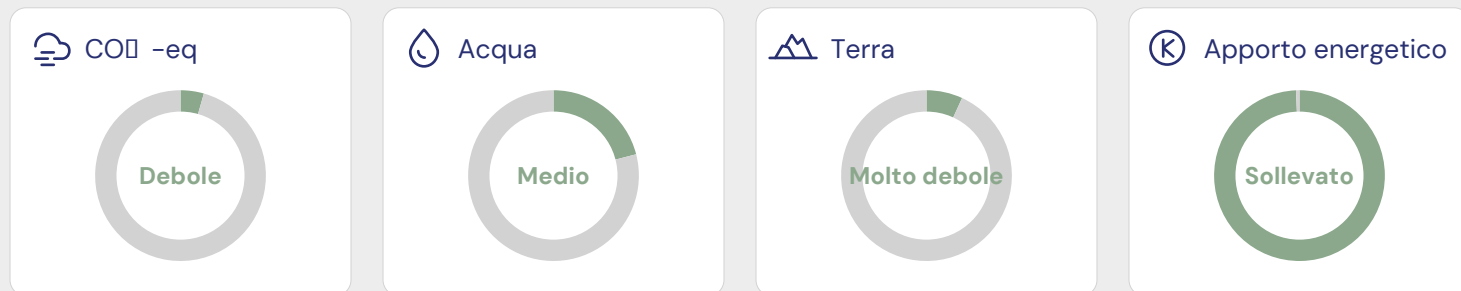 CO▯ -eq
Acqua
Terra
Apporto energetico
Debole
Medio
Molto debole
Sollevato